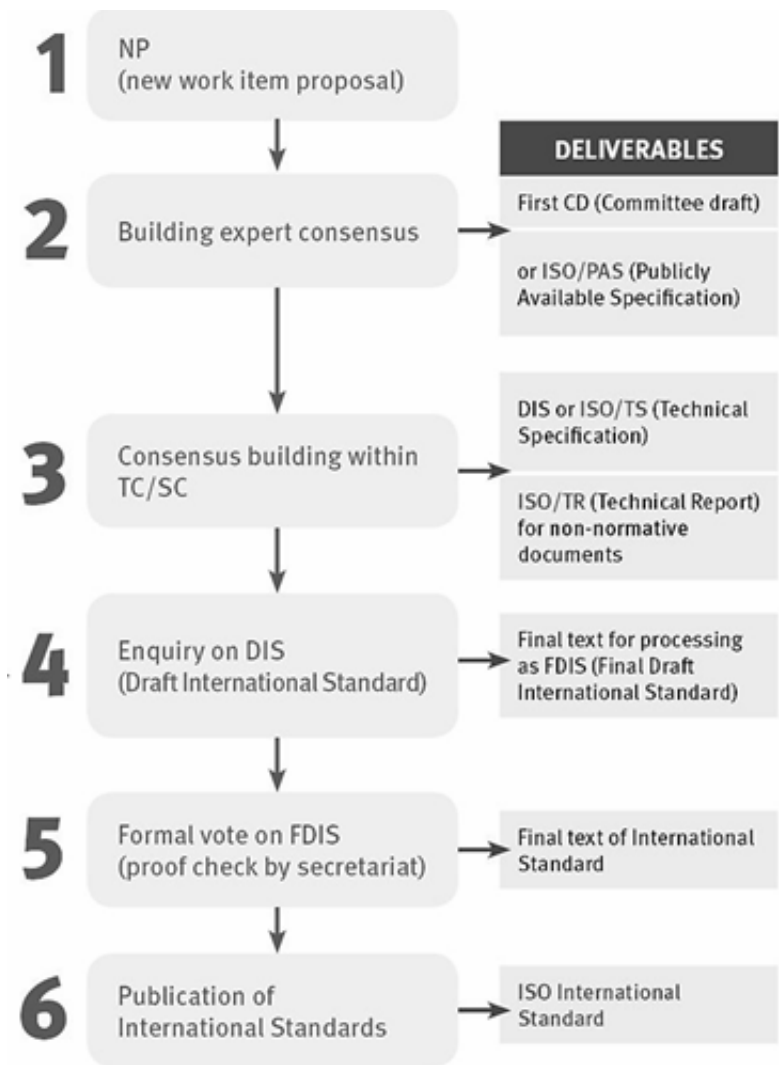 1
NP
(new work item proposal)
DELIVERABLES
2
Building expert consensus
First CD (Committee draft)
or ISO/PAS (Publicly
Available Specification)
3
Consensus building within
TC/SC
DIS or ISO/TS (Technical
Specification)
ISO/TR (Technical Report)
for non-normative
documents
4
Enquiry on DIS
(Draft International Standard)
Final text for processing
as FDIS (Final Draft
International Standard)
5
Formal vote on FDIS
(proof check by secretariat)
Final text of International
Standard
6
Publication of
International Standards
ISO International
Standard